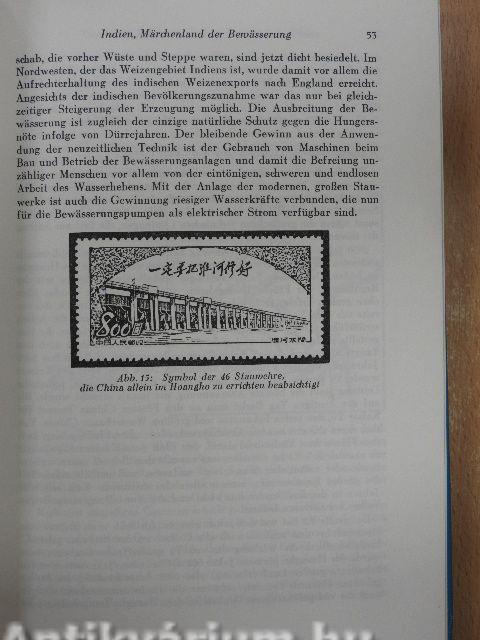 Indien, Märchenland der Bewässerung 53
schab, die vorher Wüste und Steppe waren, sind jetzt dicht besiedelt. Im
Nordwesten, der das Weizengebiet Indiens ist, wurde damit vor allem die
Aufrechterhaltung des indischen Weizenexports nach England erreicht.
Angesichts der indischen Bevölkerungszunahme war das nur bei gleich-
zeitiger Steigerung der Erzeugung möglich. Die Ausbreitung der Be-
wässerung ist zugleich der einzige natürliche Schutz gegen die Hungers-
nöte infolge von Dürrejahren. Der bleibende Gewinn aus der Anwen-
dung der neuzeitlichen Technik ist der Gebrauch von Maschinen beim
Bau und Betrieb der Bewässerungsanlagen und damit die Befreiung un-
zähliger Menschen vor allem von der eintönigen, schweren und endlosen
Arbeit des Wasserhebens. Mit der Anlage der modernen, großen Stau-
werke ist auch die Gewinnung riesiger Wasserkräfte verbunden, die nun
für die Bewässerungspumpen als elektrischer Strom verfügbar sind.
一定要把淮河修好
800
中国人民邮政
淮河水闸
Abb. 15: Symbol der 46 Stauwehre,
die China allein im Hoangho zu errichten beabsichtigt
Antikvárium.hu